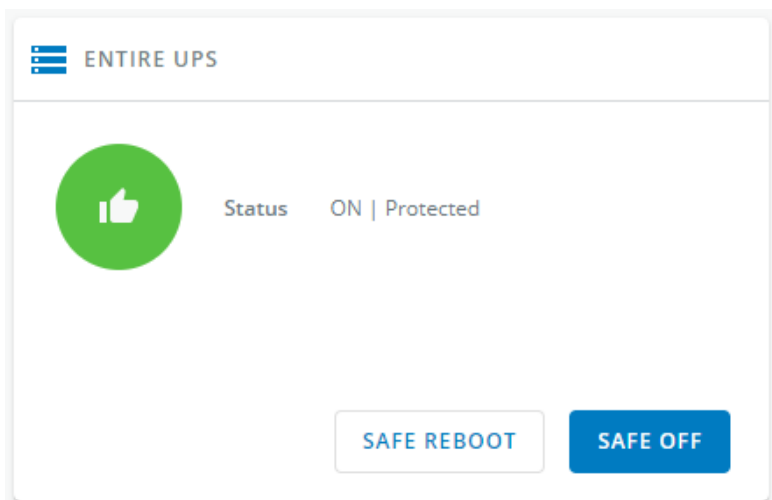 ENTIRE UPS
Status ON | Protected
SAFE REBOOT SAFE OFF